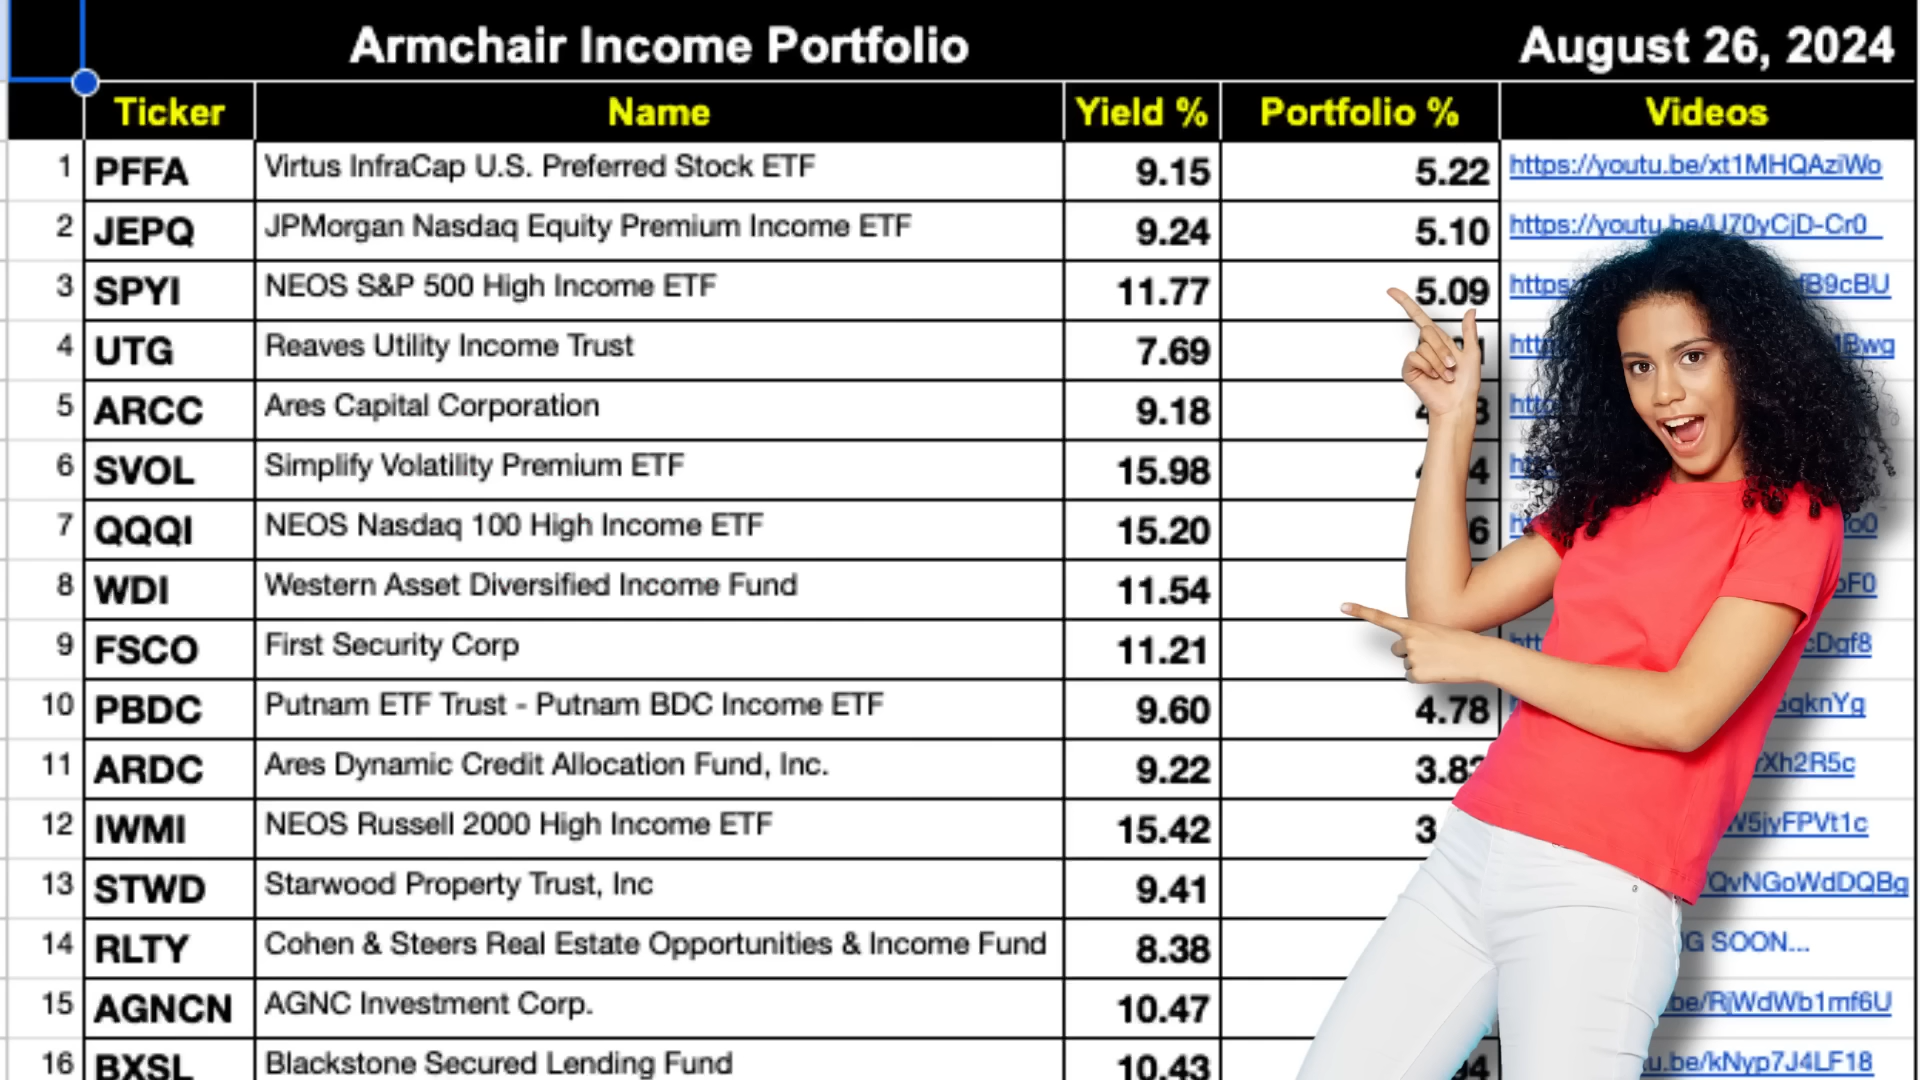 Armchair Income Portfolio August 26, 2024
Ticker Name Yield % Portfolio % Videos
1 PFFA Virtus InfraCap U.S. Preferred Stock ETF 9.15 5.22 https://youtu.be/xt1MHQAziWo
2 JEPQ JPMorgan Nasdaq Equity Premium Income ETF 9.24 5.10 https://youtu.be/U70yCjD-Cr0
3 SPYI NEOS S&P 500 High Income ETF 11.77 5.09
4 UTG Reaves Utility Income Trust 7.69
5 ARCC Ares Capital Corporation 9.18
6 SVOL Simplify Volatility Premium ETF 15.98
7 QQQI NEOS Nasdaq 100 High Income ETF 15.20
8 WDI Western Asset Diversified Income Fund 11.54
9 FSCO First Security Corp 11.21
10 PBDC Putnam ETF Trust - Putnam BDC Income ETF 9.60 4.78
11 ARDC Ares Dynamic Credit Allocation Fund, Inc. 9.22
12 IWMI NEOS Russell 2000 High Income ETF 15.42
13 STWD Starwood Property Trust, Inc 9.41
14 RLTY Cohen & Steers Real Estate Opportunities & Income Fund 8.38 SOON...
15 AGNCN AGNC Investment Corp. 10.47
16 BXSL Blackstone Secured Lending Fund 10.43